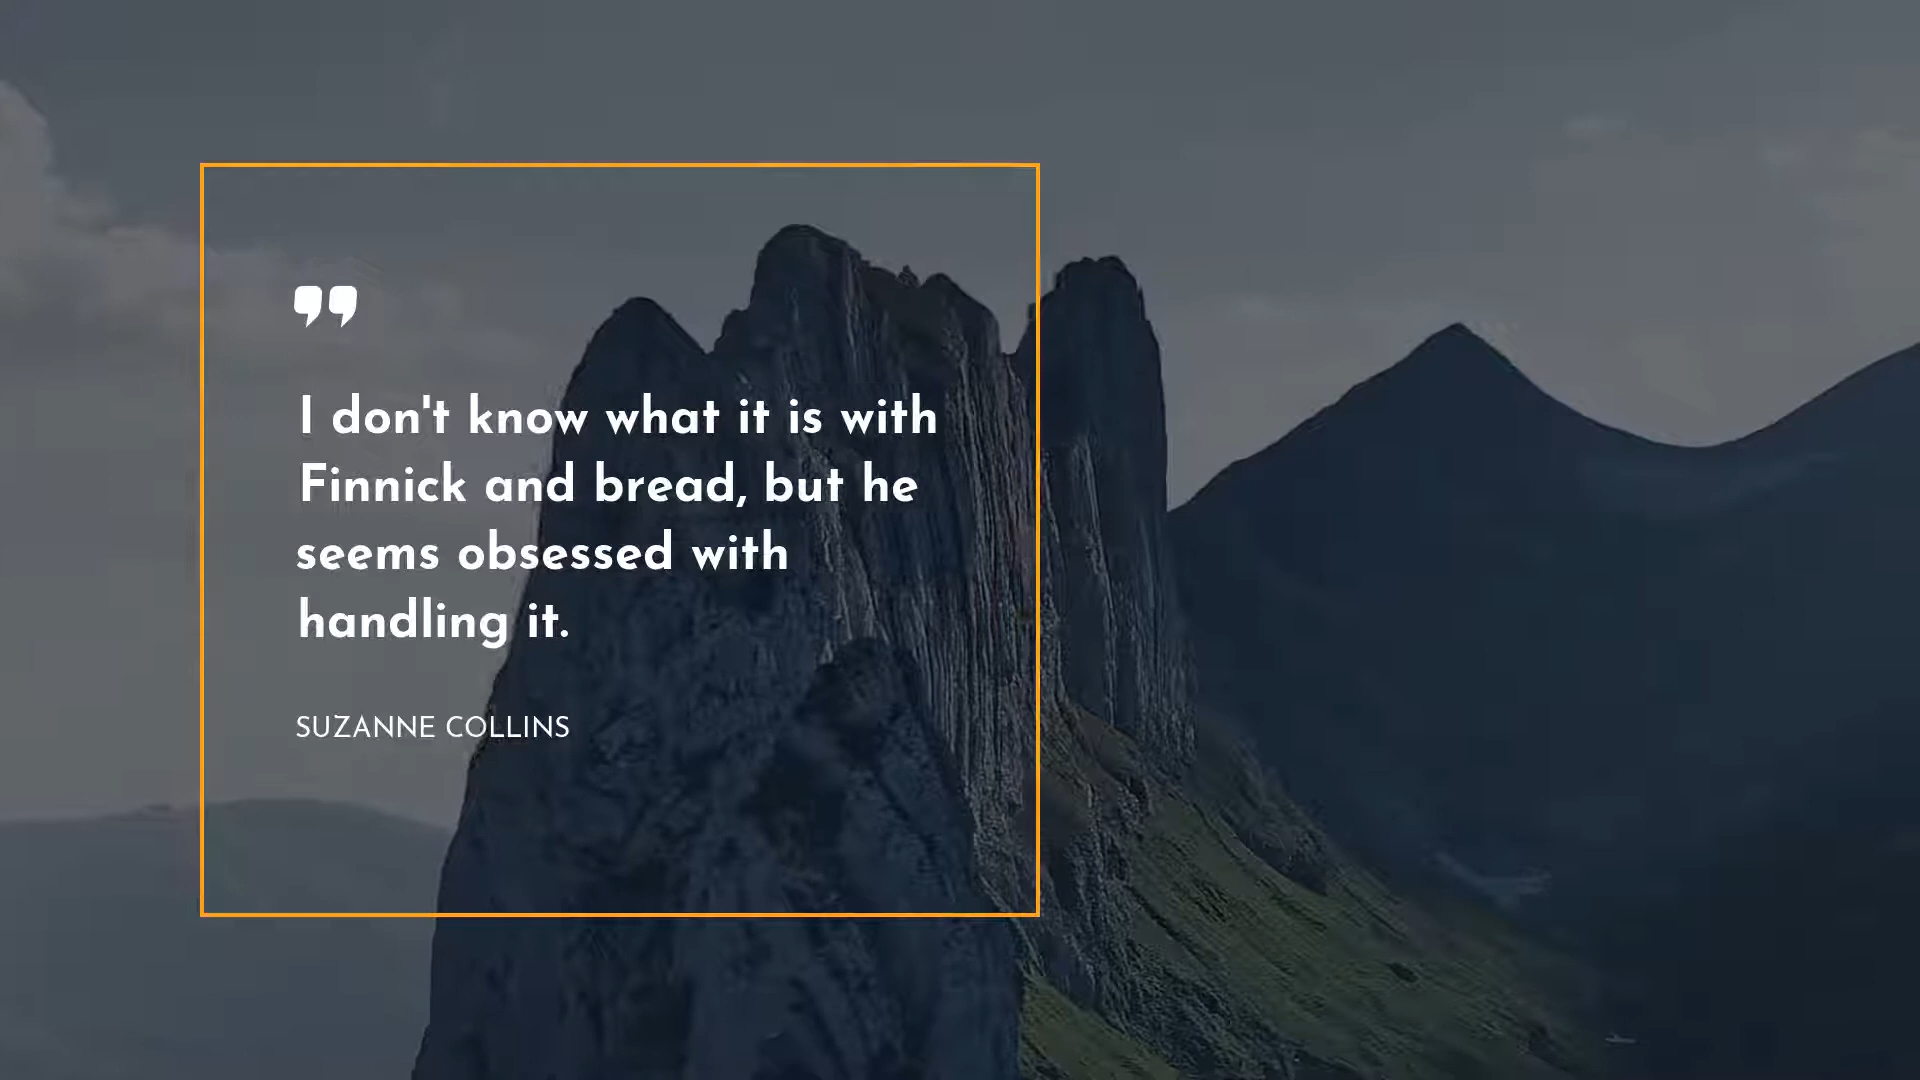 ”
I don't know what it is with
Finnick and bread, but he
seems obsessed with
handling it.
SUZANNE COLLINS